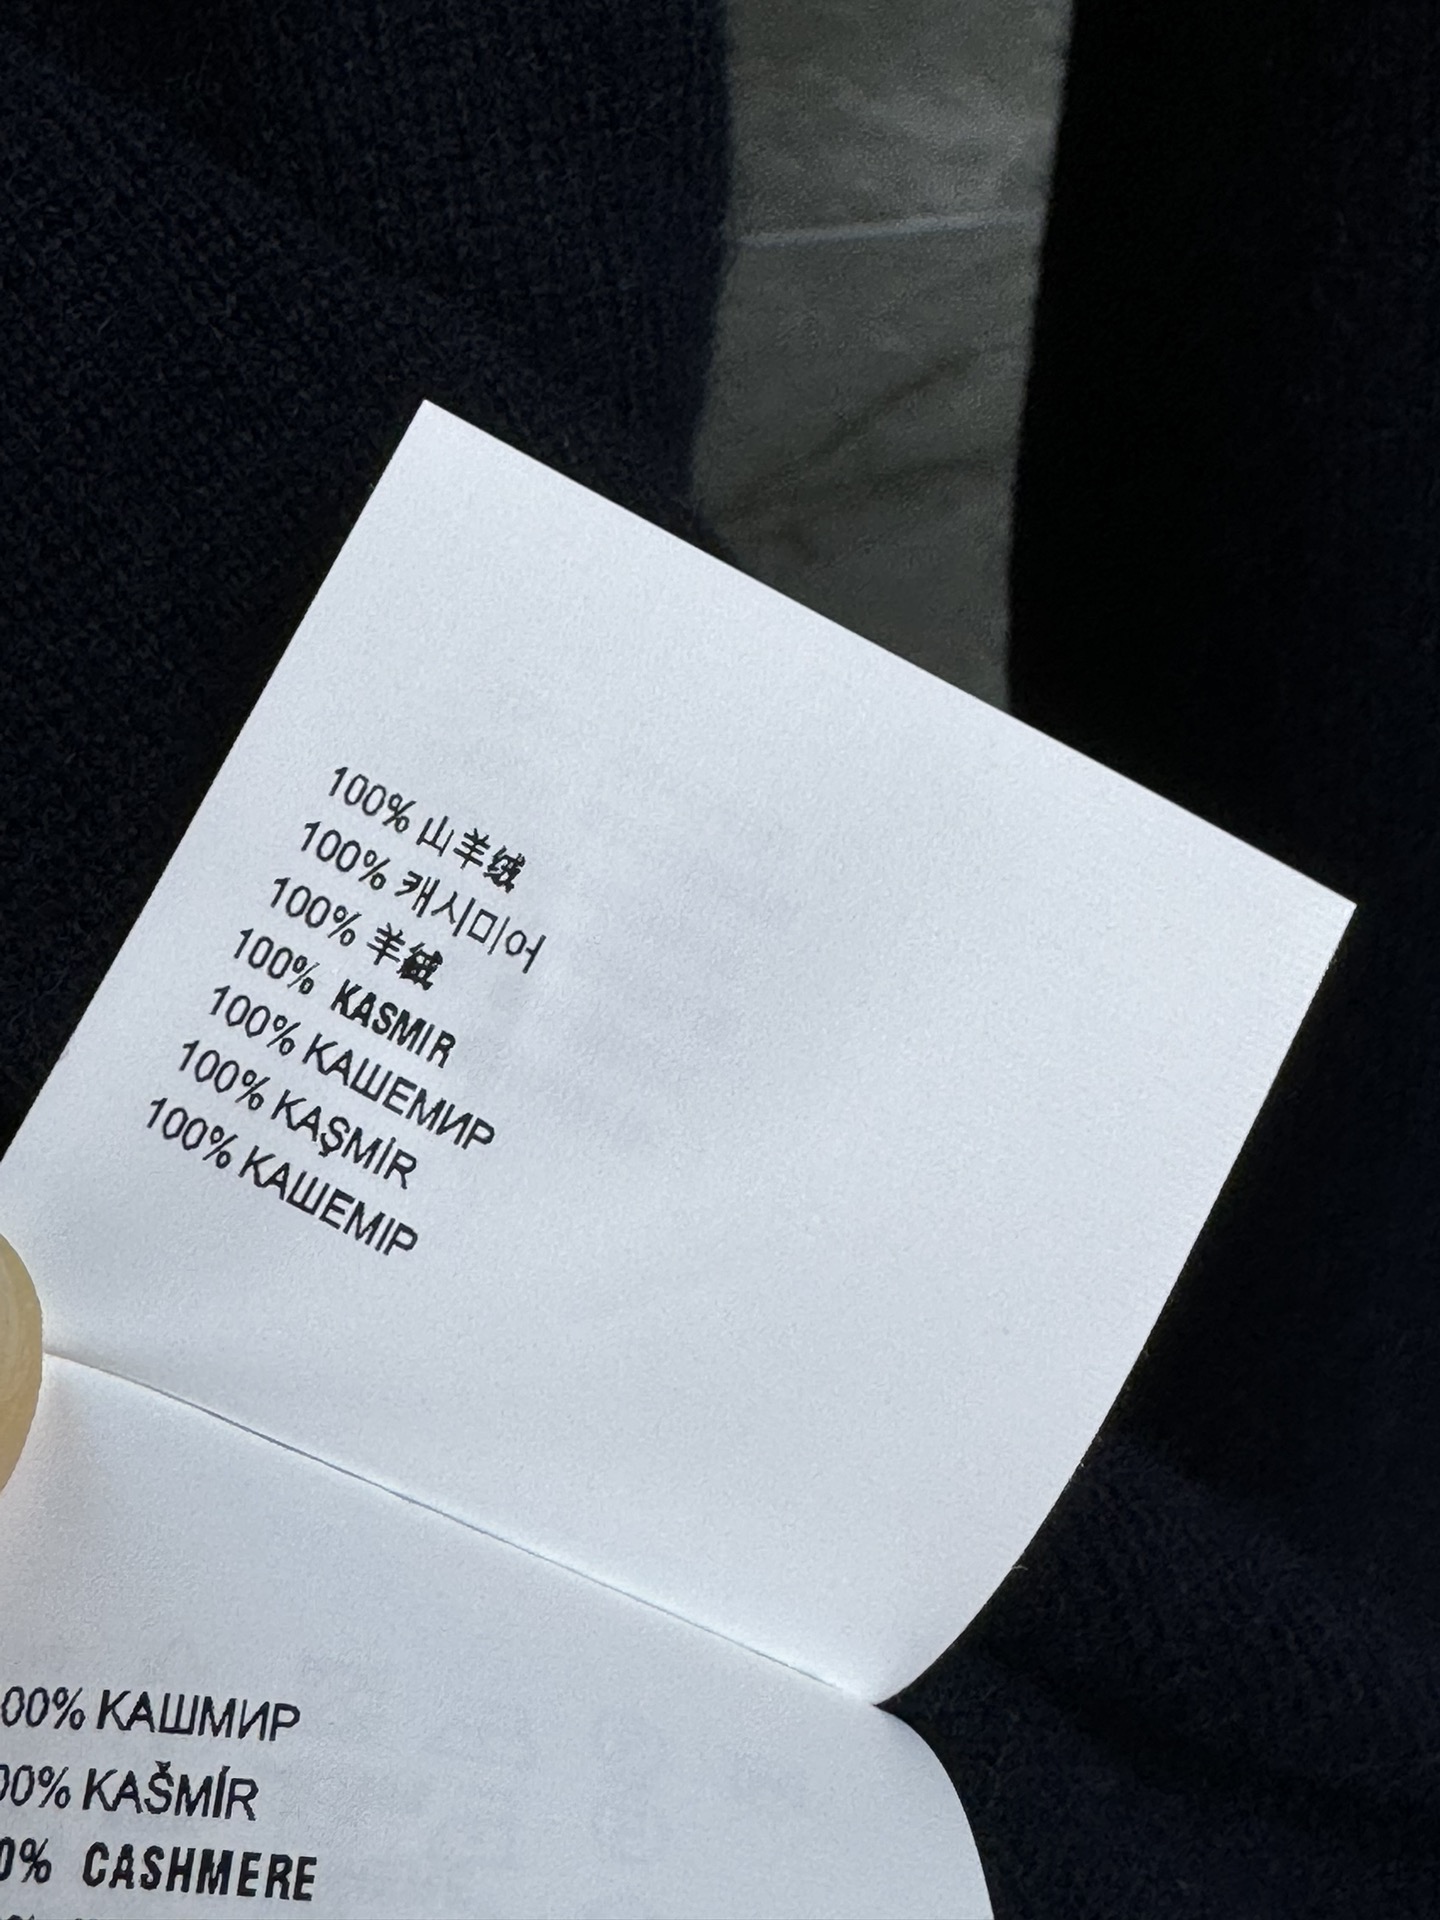 100% 山羊绒
100% 캐시미어
100% 羊絨
100% KASMIR
100% КАШЕМИР
100% KAŞMİR
100% КАШЕМІР
00% КАШМИР
00% KAŠMÍR
0% CASHMERE